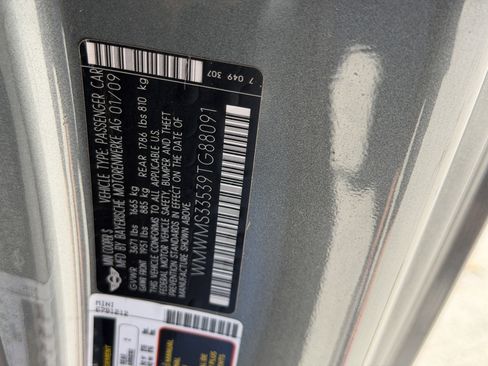 MINI COOPER S
VEHICLE TYPE: PASSENGER CAR
MFD BY BAYERISCHE MOTORENWERKE AG 01/09
GVWR 3671 lbs 1665 kg
GAWR FRONT 1951 lbs 885 kg REAR 1786 lbs 810 kg
THIS VEHICLE CONFORMS TO ALL APPLICABLE U.S.
FEDERAL MOTOR VEHICLE SAFETY, BUMPER AND THEFT
PREVENTION STANDARDS IN EFFECT ON THE
DATE OF MANUFACTURE SHOWN ABOVE.
WMWMS33539TG88091
7 049 307
MINI
6791212